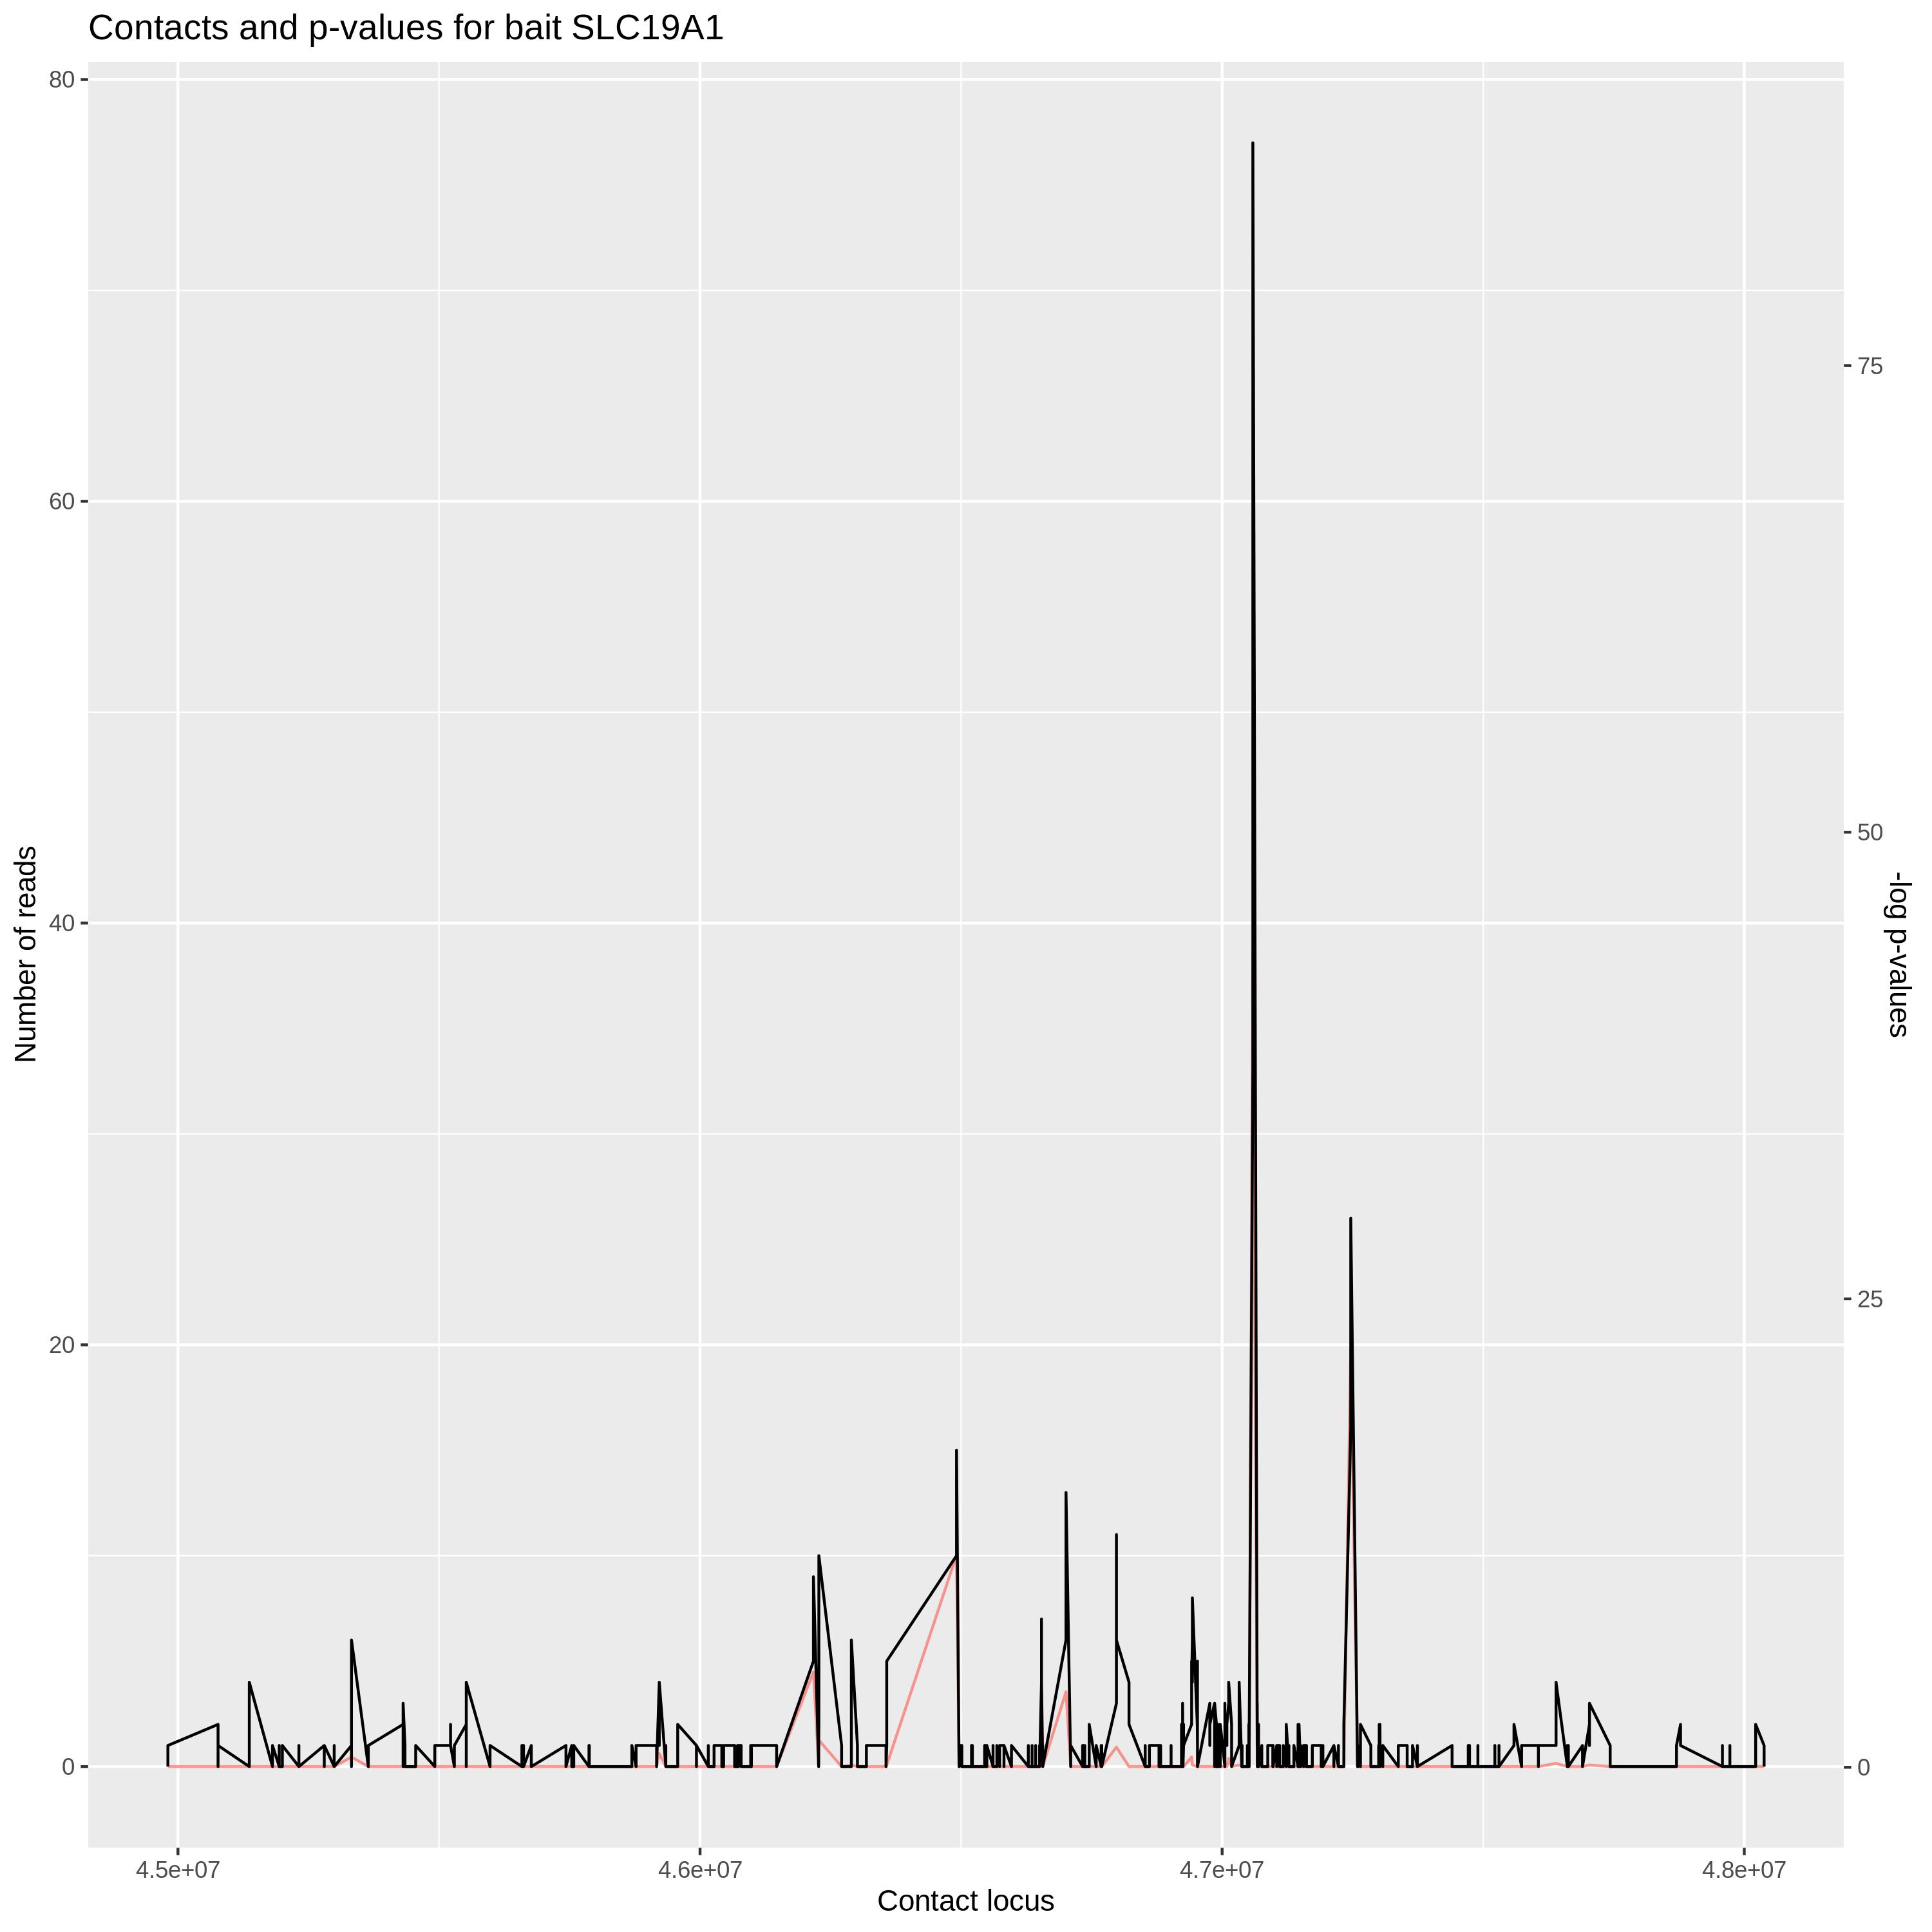 Contacts and p-values for bait SLC19A1
80
60
40
20
0
Number of reads
75
50
25
0
-log p-values
4.5e+07 4.6e+07 4.7e+07 4.8e+07
Contact locus